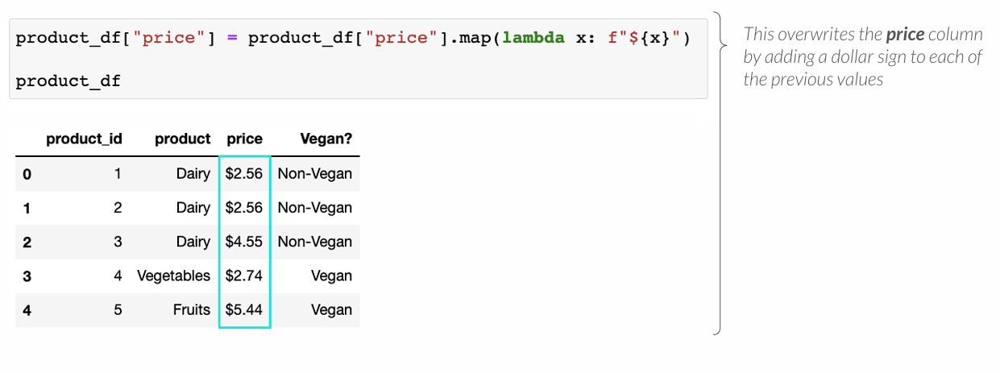 product_df["price"] = product_df["price"].map(lambda x: f"${x}")
product_df
This overwrites the price column
by adding a dollar sign to each of
the previous values
product_id product price Vegan?
0 1 Dairy $2.56 Non-Vegan
1 2 Dairy $2.56 Non-Vegan
2 3 Dairy $4.55 Non-Vegan
3 4 Vegetables $2.74 Vegan
4 5 Fruits $5.44 Vegan